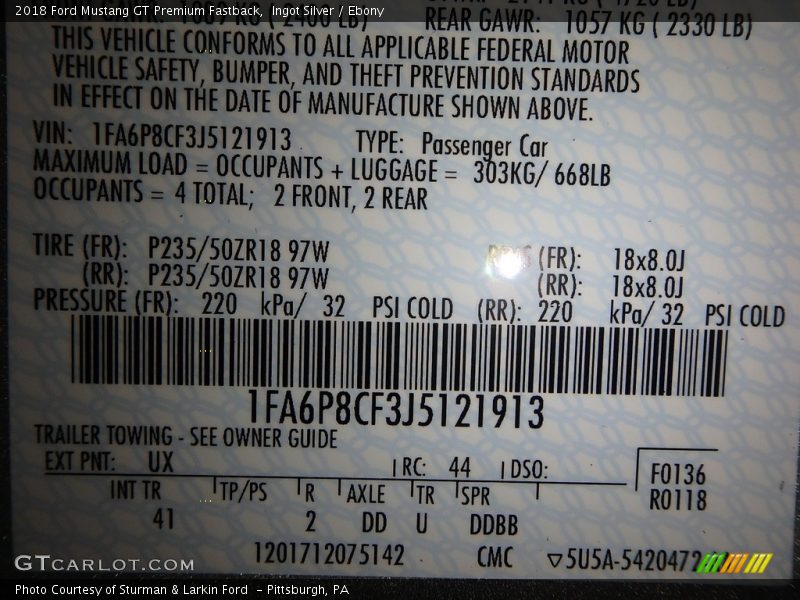 2018 Ford Mustang GT Premium Fastback, Ingot Silver / Ebony
REAR GAWR: 1057 KG ( 2330 LB)
THIS VEHICLE CONFORMS TO ALL APPLICABLE FEDERAL MOTOR
VEHICLE SAFETY, BUMPER, AND THEFT PREVENTION STANDARDS
IN EFFECT ON THE DATE OF MANUFACTURE SHOWN ABOVE.
VIN: 1FA6P8CF3J5121913 TYPE: Passenger Car
MAXIMUM LOAD = OCCUPANTS + LUGGAGE = 303KG/ 668LB
OCCUPANTS = 4 TOTAL; 2 FRONT, 2 REAR
TIRE (FR): P235/50ZR18 97W (FR): 18x8.0J
(RR): P235/50ZR18 97W (RR): 18x8.0J
PRESSURE (FR): 220 kPa/ 32 PSI COLD (RR): 220 kPa/ 32 PSI COLD
1FA6P8CF3J5121913
TRAILER TOWING - SEE OWNER GUIDE
EXT PNT: UX RC: 44 DSO: F0136
R0118
INT TR TP/PS R AXLE TR SPR
41 2 DD U DDBB
1201712075142 CMC ▽5U5A-5420472
GTCARLOT.COM
Photo Courtesy of Sturman & Larkin Ford - Pittsburgh, PA